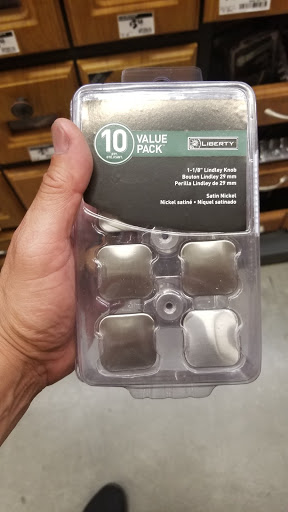 10
VALUE
PACK
LIBERTY
1-1/8" Lindley Knob
Bouton Lindley 29 mm
Perilla Lindley de 29 mm
Satin Nickel
Nickel satiné • Níquel satinado